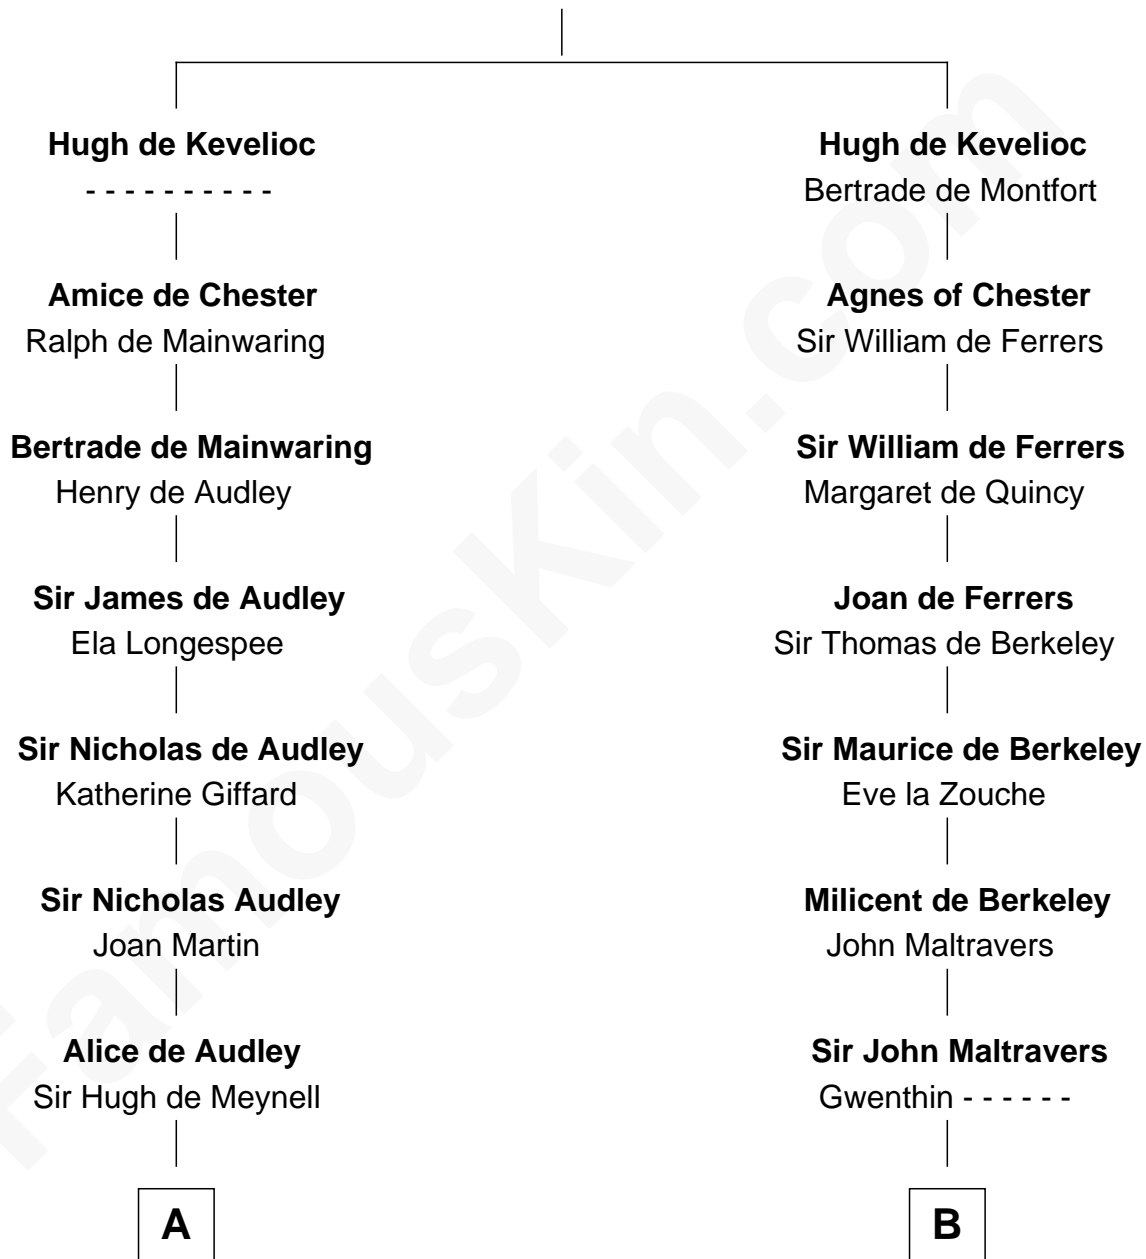 Hugh de Kevelioc
- - - - - - - - - -
Amice de Chester
Ralph de Mainwaring
Bertrade de Mainwaring
Henry de Audley
Sir James de Audley
Ela Longespee
Sir Nicholas de Audley
Katherine Giffard
Sir Nicholas Audley
Joan Martin
Alice de Audley
Sir Hugh de Meynell
A
Hugh de Kevelioc
Bertrade de Montfort
Agnes of Chester
Sir William de Ferrers
Sir William de Ferrers
Margaret de Quincy
Joan de Ferrers
Sir Thomas de Berkeley
Sir Maurice de Berkeley
Eve la Zouche
Milicent de Berkeley
John Maltravers
Sir John Maltravers
Gwenthin - - - - - -
B
FamousKin.com